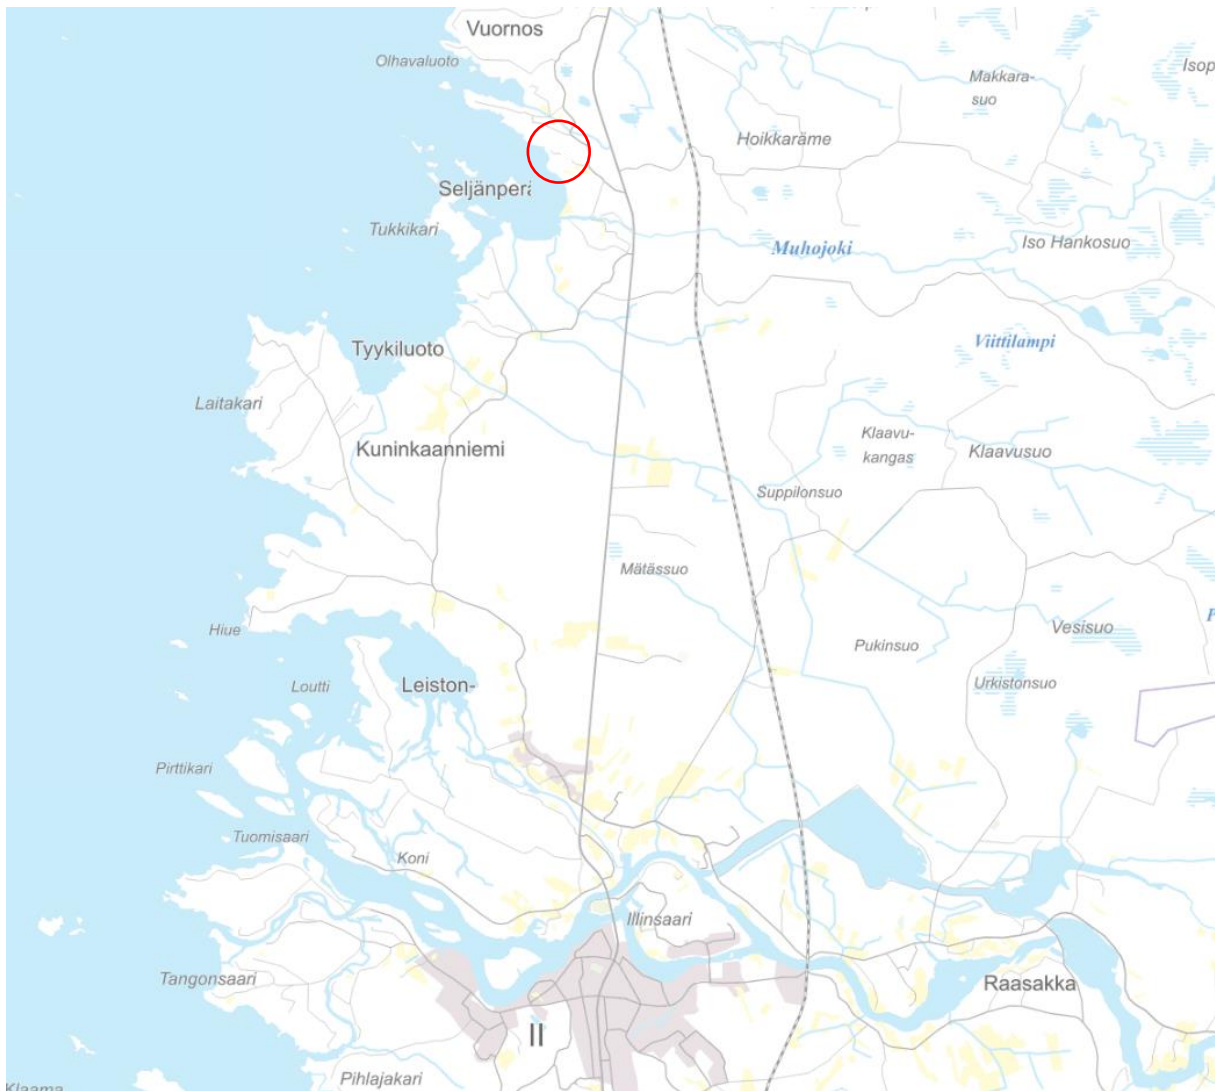 Vuornos
Olhavaluoto
Makkara-
suo
Isop
Hoikkaräme
Seljänperä
Tukkikari
Muhojoki
Iso Hankosuo
Viittilampi
Tyykiluoto
Laitakari
Klaavu-
kangas
Kuninkaanniemi
Klaavusuo
Suppilonsuo
Mätässuo
Hiue
Vesisuo
P
Pukinsuo
Loutti
Leiston-
Urkistonsuo
Pirttikari
Tuomisaari
Koni
Illinsaari
Tangonsaari
Raasakka
II
Pihlajakari
Klaama